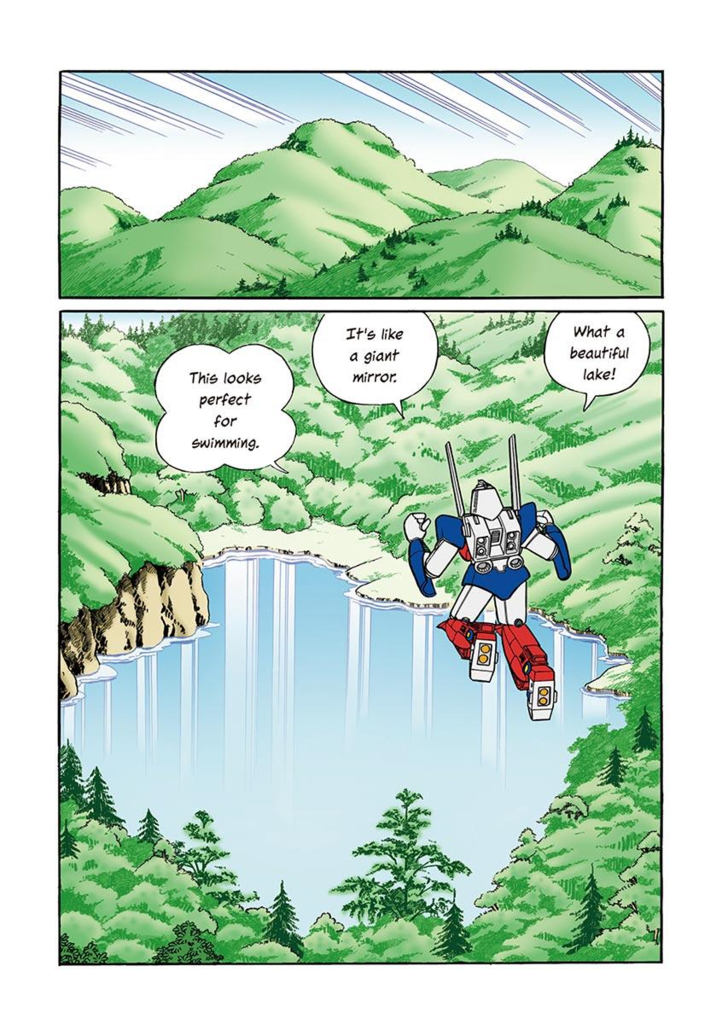 What a
beautiful
lake!
It's like
a giant
mirror.
This looks
perfect
for
swimming.